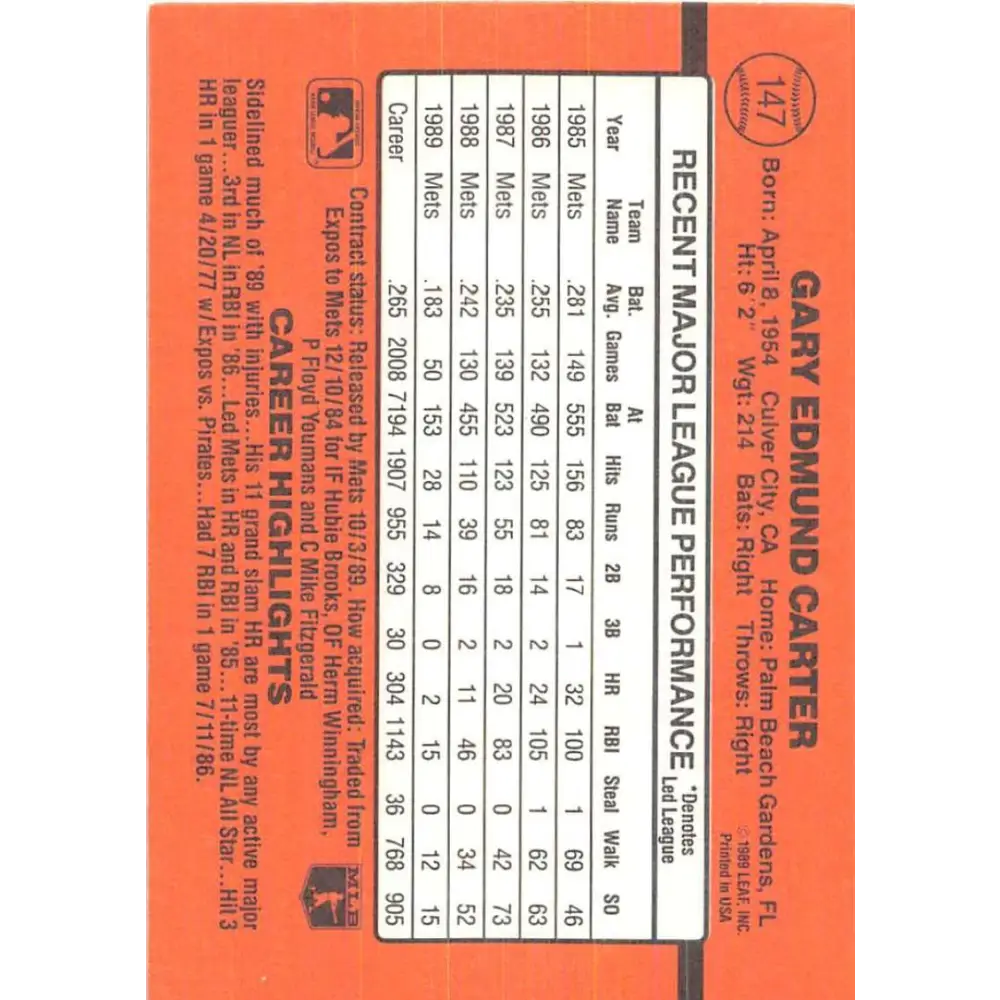 147
GARY EDMUND CARTER
Born: April 8, 1954 Culver City, CA Home: Palm Beach Gardens, FL
Ht: 6'2" Wgt: 214 Bats: Right Throws: Right
© 1989 LEAF, INC.
Printed in USA
RECENT MAJOR LEAGUE PERFORMANCE
*Denotes
Led League
Year Team Name Bat. Avg. Games At Bat Hits Runs 2B 3B HR RBI Steal Walk SO
1985 Mets .281 149 555 156 83 17 1 32 100 1 69 46
1986 Mets .255 132 490 125 81 14 2 24 105 1 62 63
1987 Mets .235 139 523 123 55 18 2 20 83 0 42 73
1988 Mets .242 130 455 110 39 16 2 11 46 0 34 52
1989 Mets .183 50 153 28 14 8 0 2 15 0 12 15
Career .265 2008 7194 1907 955 329 30 304 1143 36 768 905
Contract status: Released by Mets 10/3/89. How acquired: Traded from
Expos to Mets 12/10/84 for IF Hubie Brooks, OF Herm Winningham,
P Floyd Youmans and C Mike Fitzgerald
MLB
CAREER HIGHLIGHTS
Sidelined much of '89 with injuries...His 11 grand slam HR are most by any active major
leaguer...3rd in NL in RBI in '86...Led Mets in HR and RBI in '85...11-time NL All Star...Hit 3
HR in 1 game 4/20/77 w/Expos vs. Pirates...Had 7 RBI in 1 game 7/11/86.